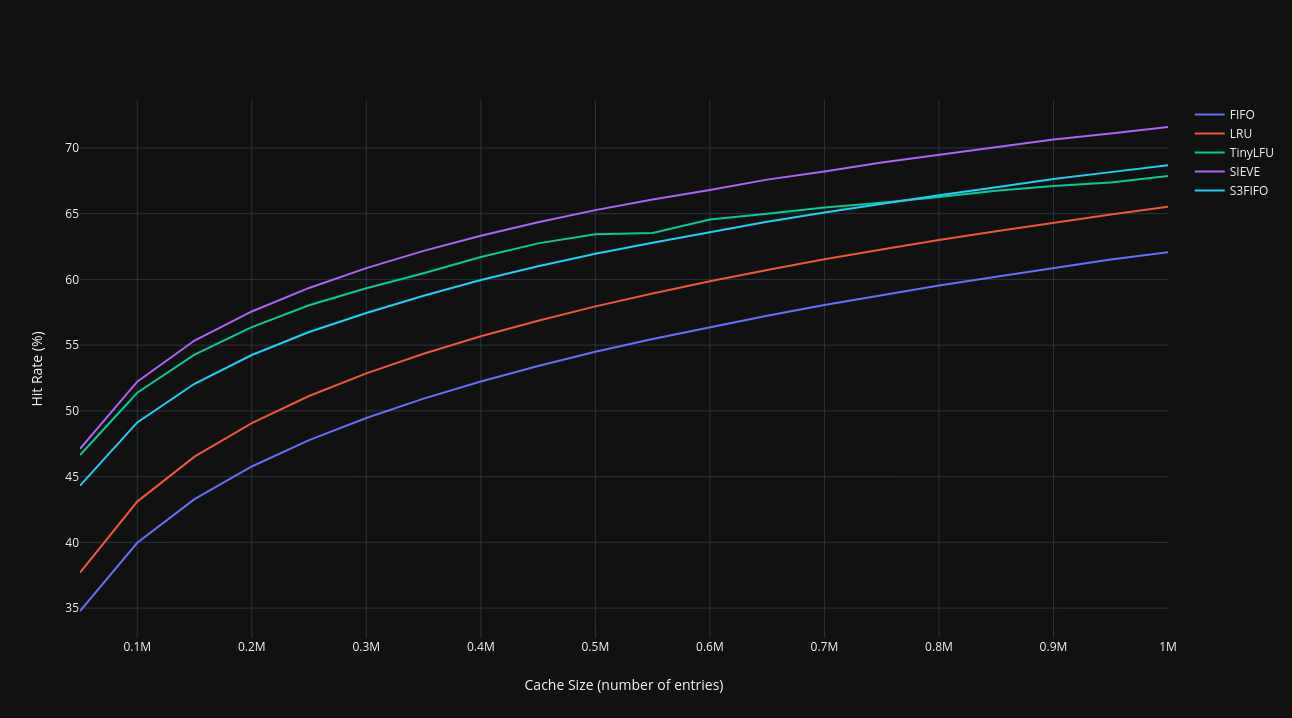 FIFO
LRU
TinyLFU
SIEVE
S3FIFO
70
65
60
55
50
45
40
35
Hit Rate (%)
0.1M 0.2M 0.3M 0.4M 0.5M 0.6M 0.7M 0.8M 0.9M 1M
Cache Size (number of entries)